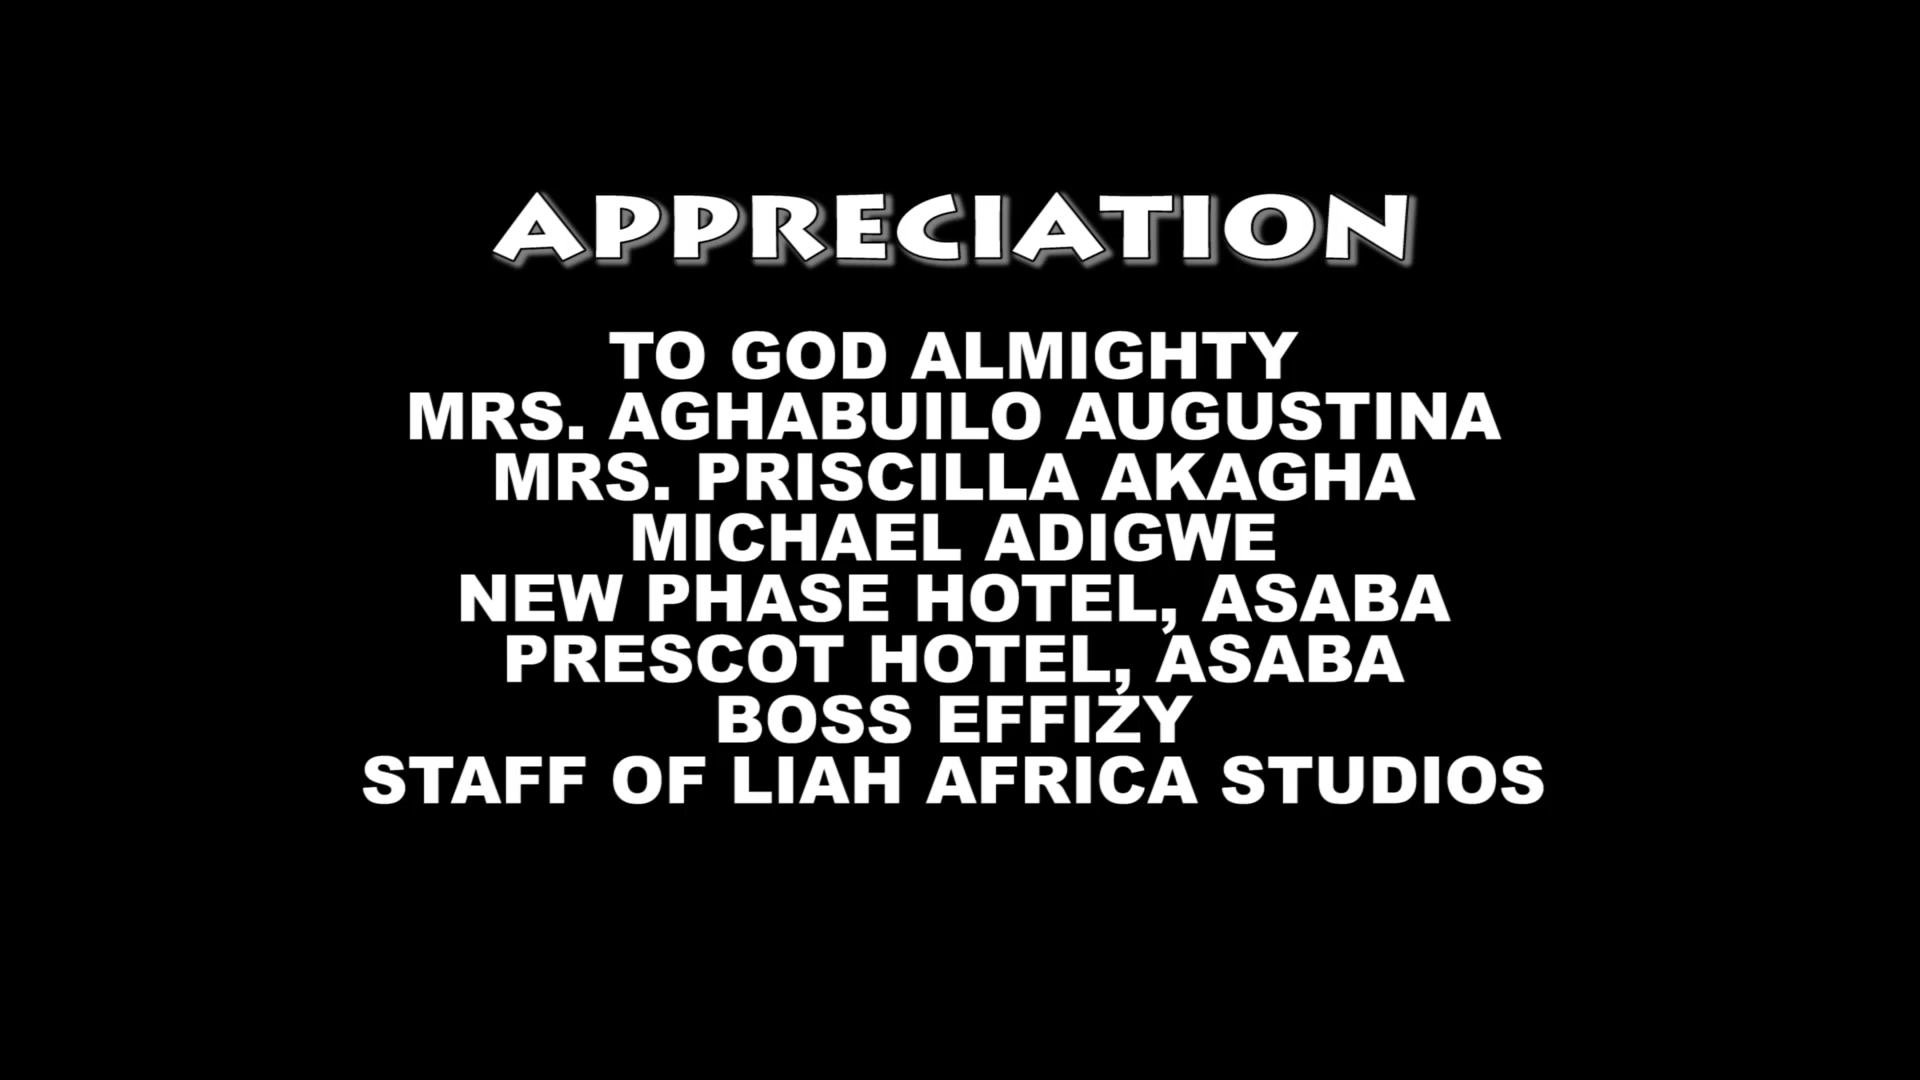 APPRECIATION
TO GOD ALMIGHTY
MRS. AGHABUILO AUGUSTINA
MRS. PRISCILLA AKAGHA
MICHAEL ADIGWE
NEW PHASE HOTEL, ASABA
PRESCOT HOTEL, ASABA
BOSS EFFIZY
STAFF OF LIAH AFRICA STUDIOS